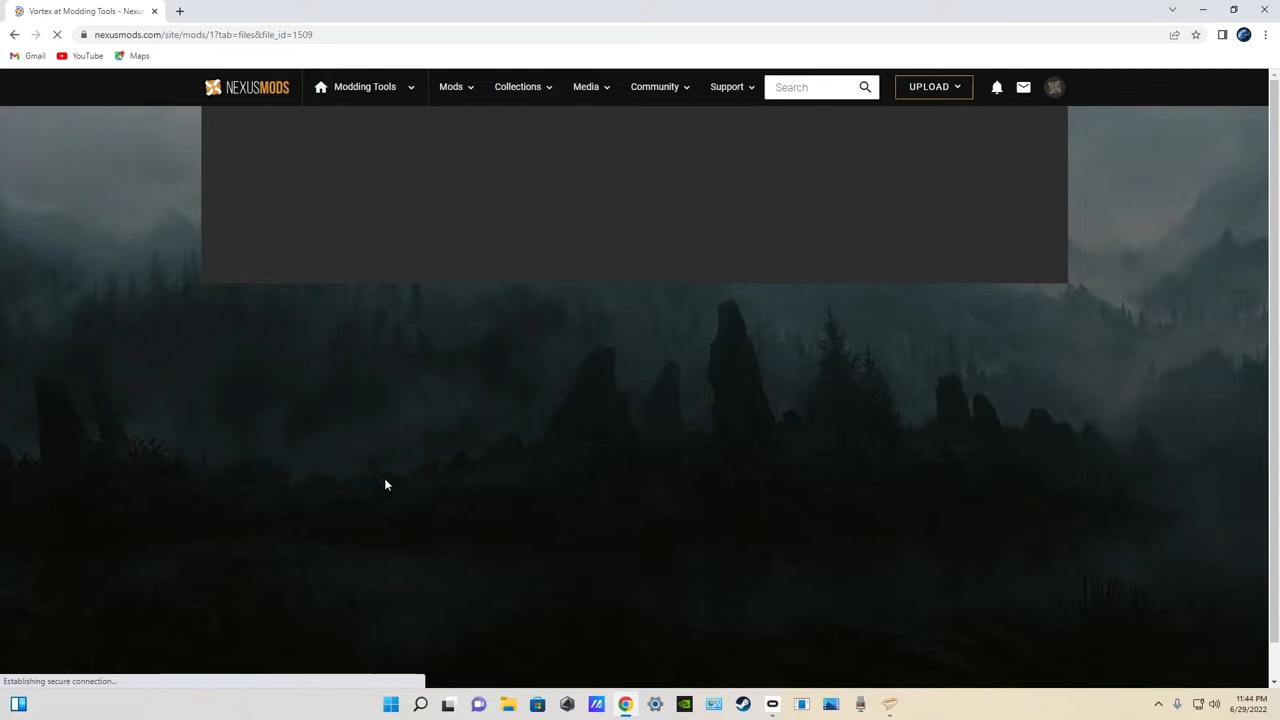 Vortex at Modding Tools - Nexus
nexusmods.com/site/mods/1?tab=files&file_id=1509
Gmail YouTube Maps
NEXUSMODS Modding Tools Mods Collections Media Community Support Search UPLOAD
Establishing secure connection...
11:44 PM
6/29/2022